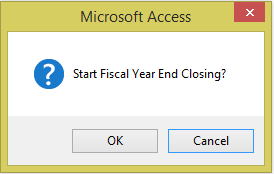 Microsoft Access
Start Fiscal Year End Closing?
OK
Cancel